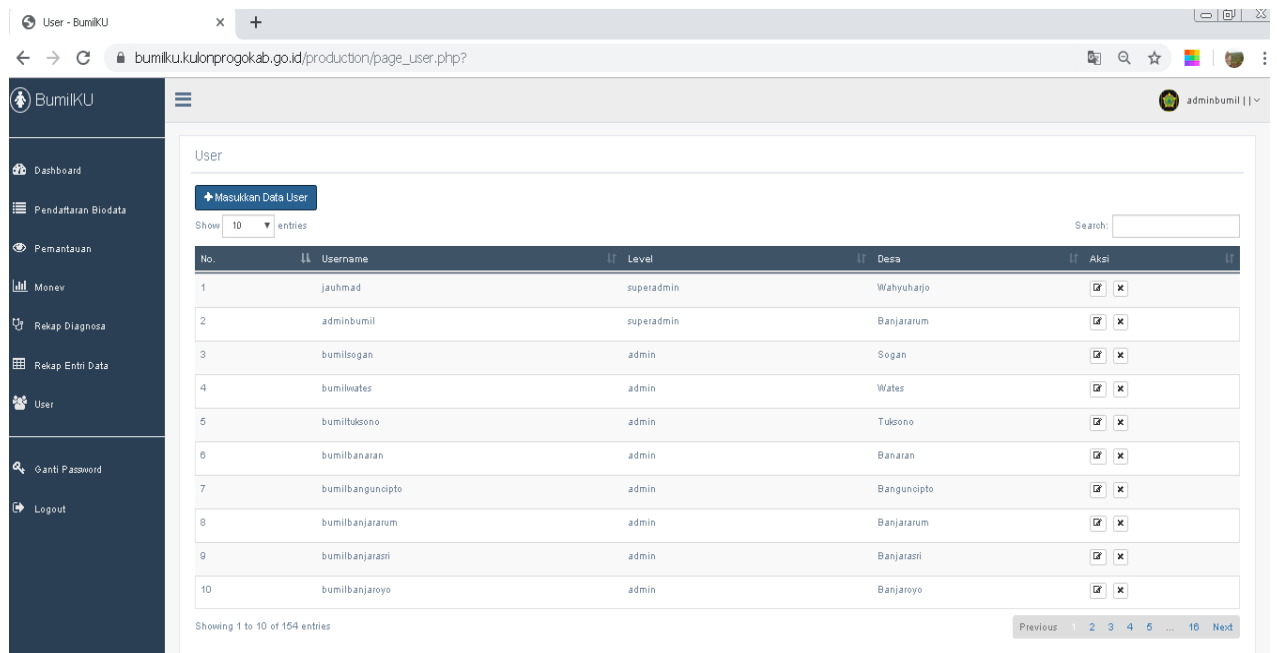 User - BumilKU
bumilku.kulonprogokab.go.id/production/page_user.php?
BumilKU
adminbumil | |
User
Dashboard
Pendaftaran Biodata
Pemantauan
Monev
Rekap Diagnosa
Rekap Entri Data
User
Ganti Password
Logout
Masukkan Data User
Show 10 entries
Search:
No. Username Level Desa Aksi
1 jauhmad superadmin Wahyuharjo
2 adminbumil superadmin Banjararum
3 bumilsogan admin Sogan
4 bumilwates admin Wates
5 bumiltuksono admin Tuksono
6 bumilbanaran admin Banaran
7 bumilbanguncipto admin Banguncipto
8 bumilbanjararum admin Banjararum
9 bumilbanjarasri admin Banjarasri
10 bumilbanjaroyo admin Banjaroyo
Showing 1 to 10 of 154 entries
Previous 1 2 3 4 5 ... 16 Next